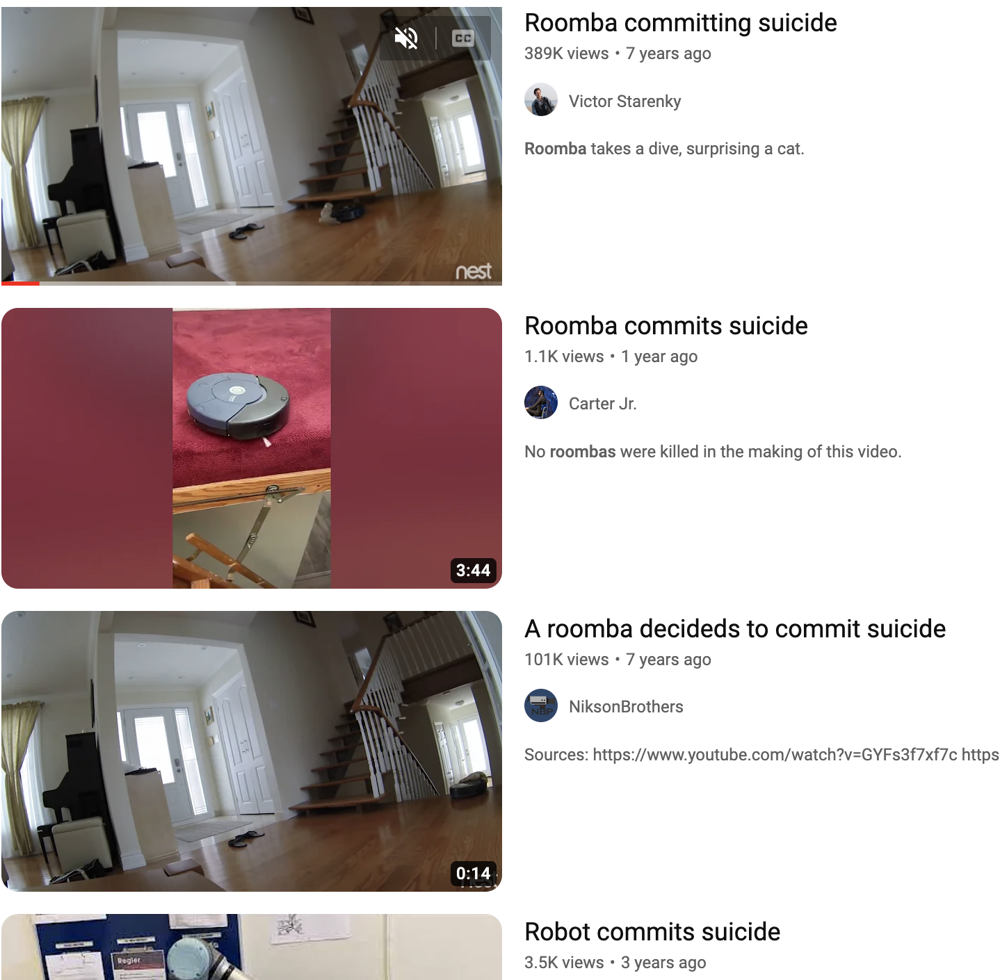 CC
Roomba committing suicide
389K views • 7 years ago
Victor Starenky
Roomba takes a dive, surprising a cat.
nest
Roomba commits suicide
1.1K views • 1 year ago
Carter Jr.
No roombas were killed in the making of this video.
3:44
A roomba decideds to commit suicide
101K views • 7 years ago
NBP
NiksonBrothers
Sources: https://www.youtube.com/watch?v=GYFs3f7xf7c https
0:14
nest
Robot commits suicide
3.5K views • 3 years ago
Regler